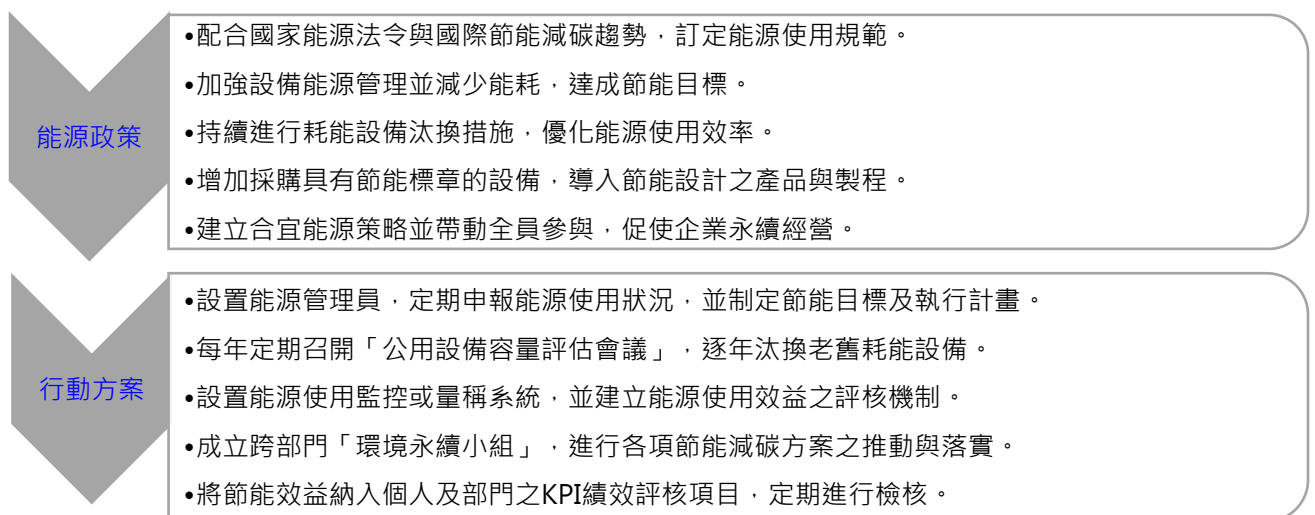 能源政策
•配合國家能源法令與國際節能減碳趨勢，訂定能源使用規範。
•加強設備能源管理並減少能耗，達成節能目標。
•持續進行耗能設備汰換措施，優化能源使用效率。
•增加採購具有節能標章的設備，導入節能設計之產品與製程。
•建立合宜能源策略並帶動全員參與，促使企業永續經營。
行動方案
•設置能源管理員，定期申報能源使用狀況，並制定節能目標及執行計畫。
•每年定期召開「公用設備容量評估會議」，逐年汰換老舊耗能設備。
•設置能源使用監控或量稱系統，並建立能源使用效益之評核機制。
•成立跨部門「環境永續小組」，進行各項節能減碳方案之推動與落實。
•將節能效益納入個人及部門之KPI績效評核項目，定期進行檢核。